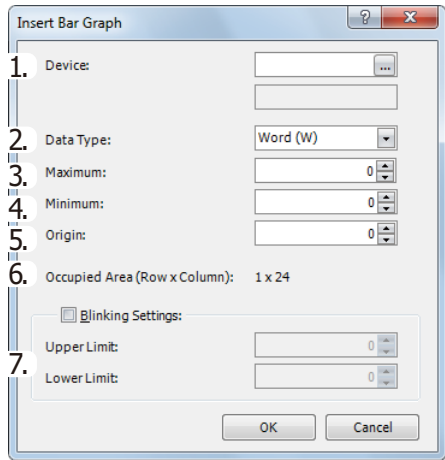 Insert Bar Graph
?
1. Device: ...
2. Data Type: Word (W)
3. Maximum: 0
4. Minimum: 0
5. Origin: 0
6. Occupied Area (Row x Column): 1 x 24
Blinking Settings:
Upper Limit: 0
7.
Lower Limit: 0
OK Cancel